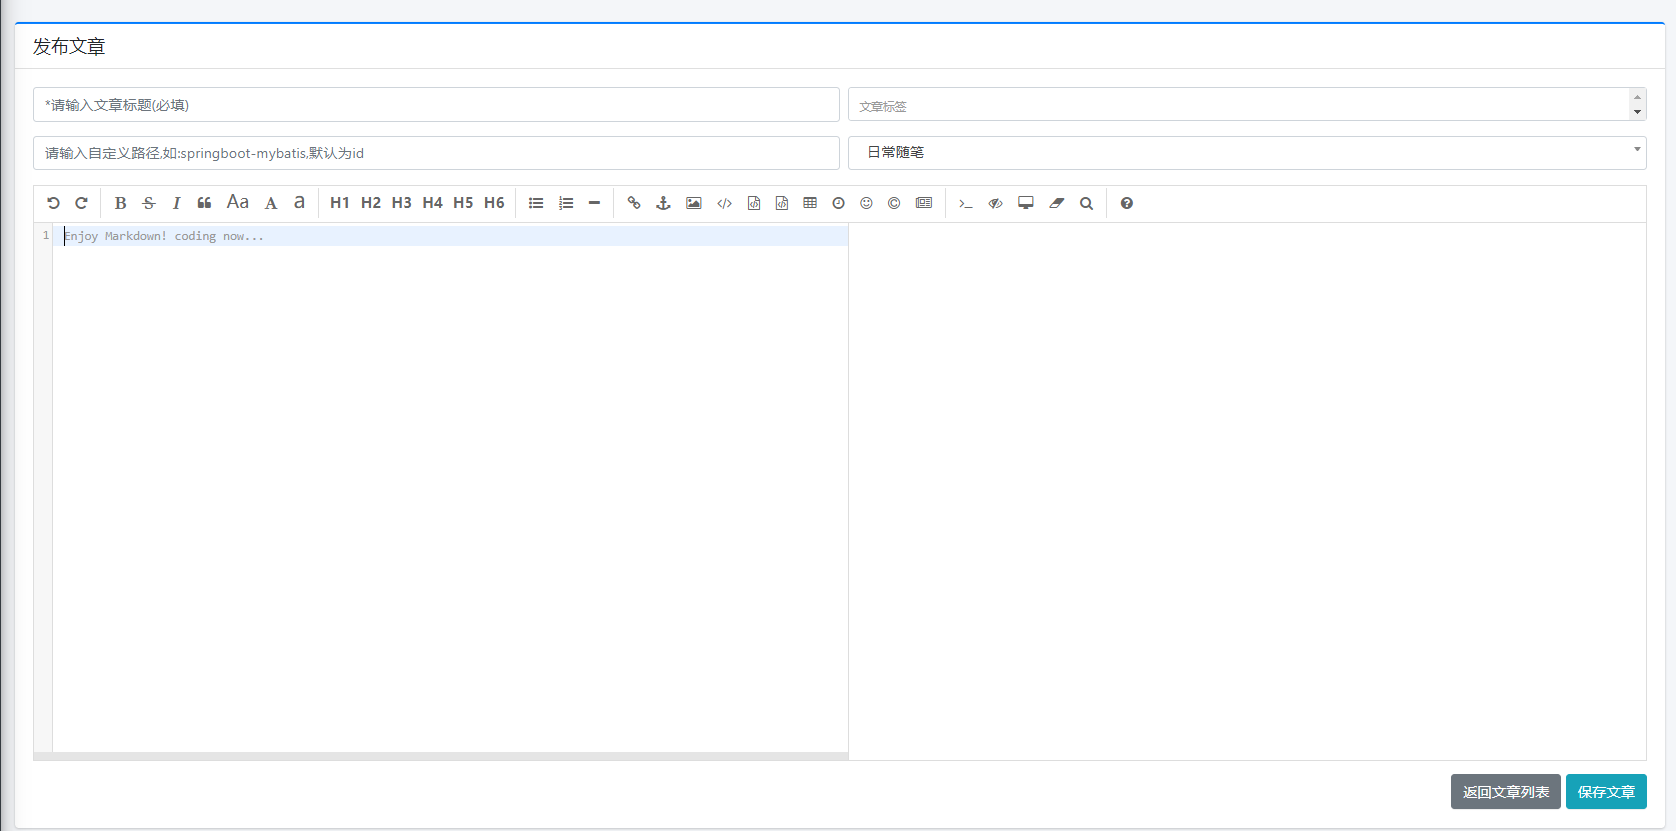 发布文章
*请输入文章标题(必填)
文章标签
请输入自定义路径,如:springboot-mybatis,默认为id
日常随笔
B S I Aa A a H1 H2 H3 H4 H5 H6
1 Enjoy Markdown! coding now...
返回文章列表 保存文章